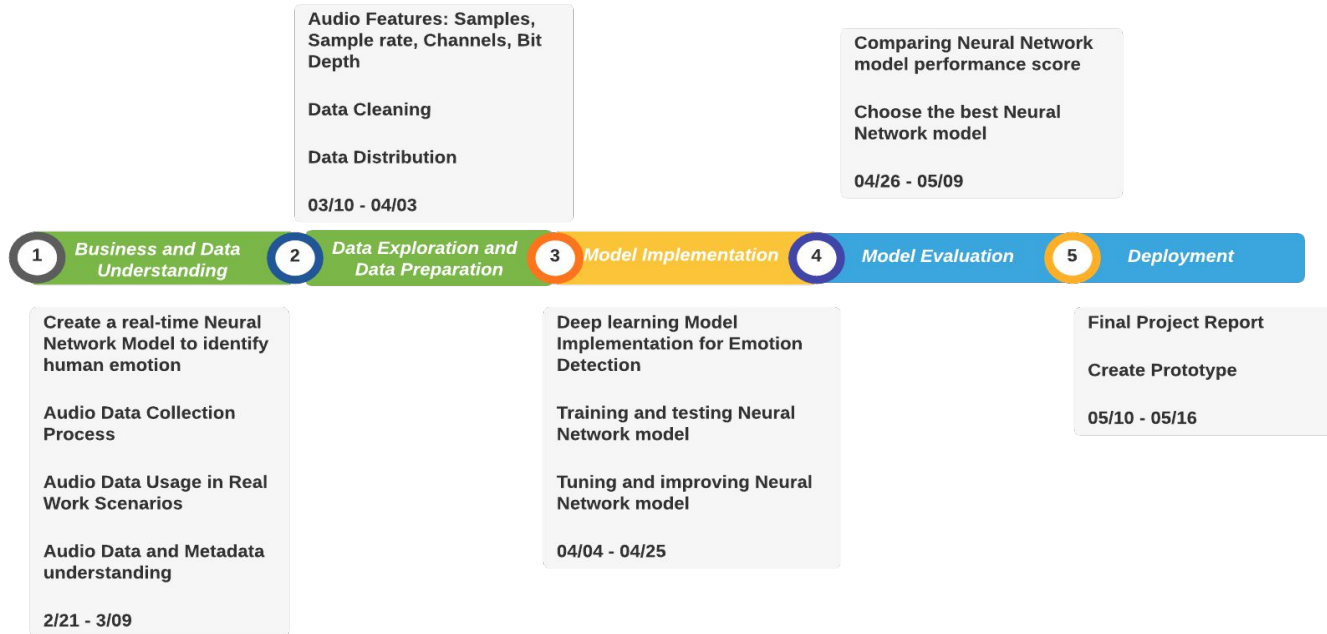 Audio Features: Samples,
Sample rate, Channels, Bit
Depth
Data Cleaning
Data Distribution
03/10 - 04/03
Comparing Neural Network
model performance score
Choose the best Neural
Network model
04/26 - 05/09
1
Business and Data
Understanding
2
Data Exploration and
Data Preparation
3
Model Implementation
4
Model Evaluation
5
Deployment
Create a real-time Neural
Network Model to identify
human emotion
Audio Data Collection
Process
Audio Data Usage in Real
Work Scenarios
Audio Data and Metadata
understanding
2/21 - 3/09
Deep learning Model
Implementation for Emotion
Detection
Training and testing Neural
Network model
Tuning and improving Neural
Network model
04/04 - 04/25
Final Project Report
Create Prototype
05/10 - 05/16